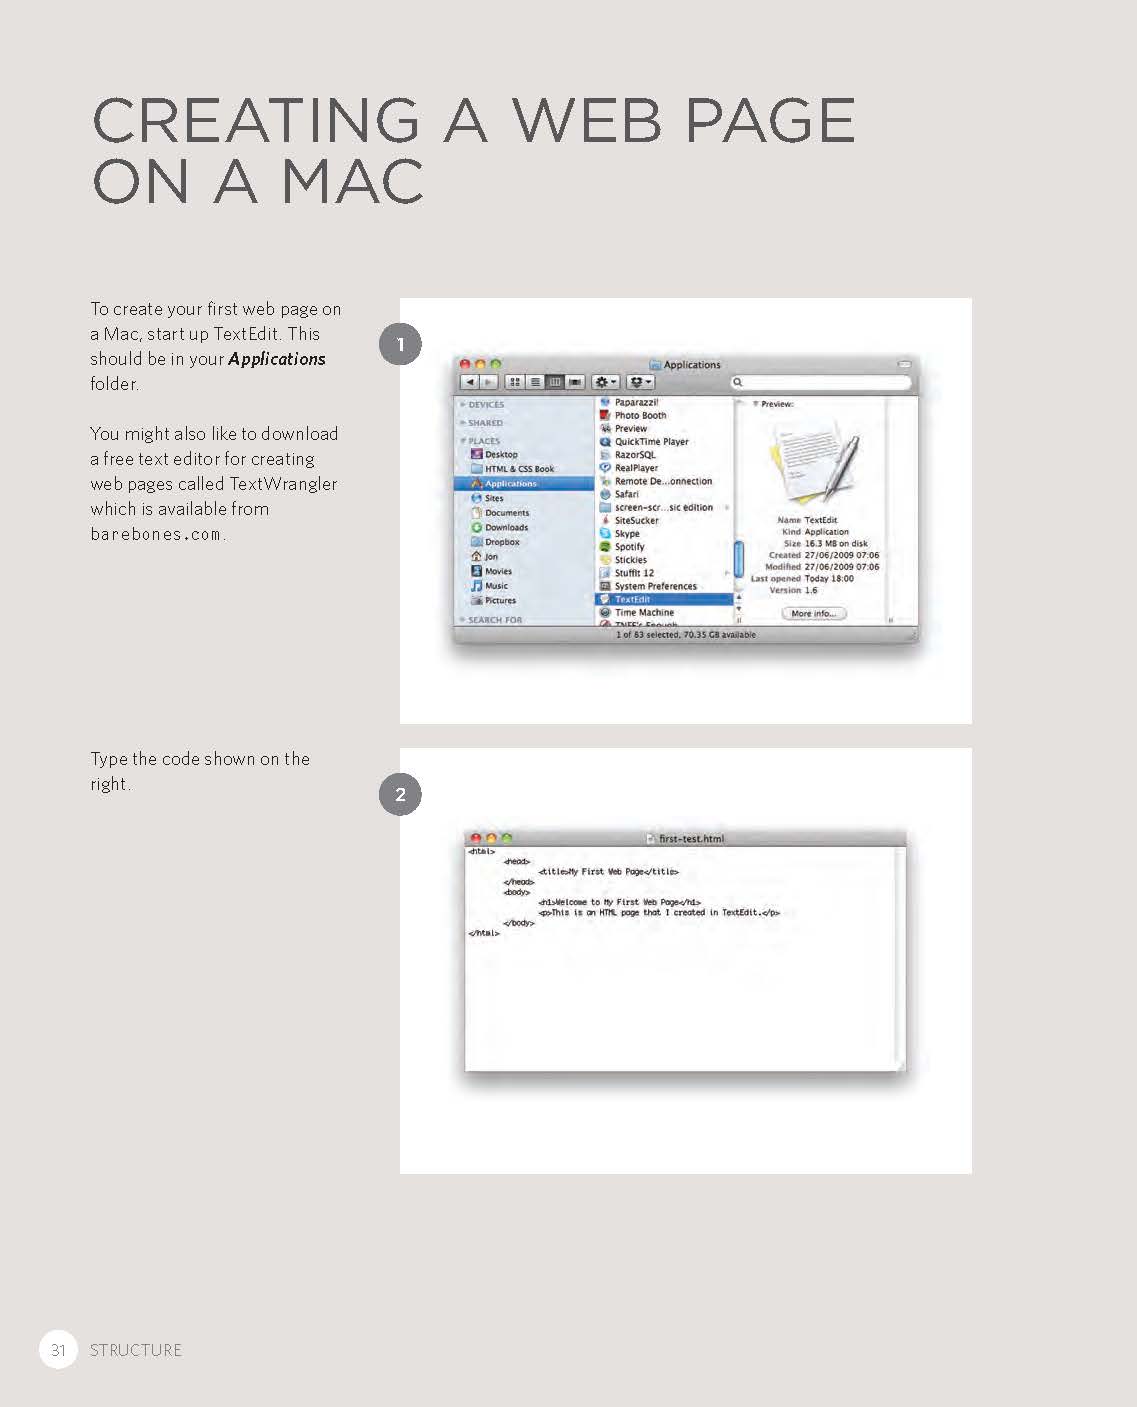 CREATING A WEB PAGE
ON A MAC
To create your first web page on
a Mac, start up TextEdit. This
should be in your Applications
folder.
You might also like to download
a free text editor for creating
web pages called TextWrangler
which is available from
barebones.com.
1
Applications
DEVICES
SHARED
PLACES
Desktop
HTML & CSS Book
Applications
Sites
Documents
Downloads
Dropbox
Jon
Movies
Music
Pictures
SEARCH FOR
Paparazzi!
Photo Booth
Preview
QuickTime Player
RazorSQL
RealPlayer
Remote De...onnection
Safari
screen-scr...sic edition
SiteSucker
Skype
Spotify
Stickies
StuffIt 12
System Preferences
TextEdit
Time Machine
TNEF's Enough
Preview:
Name TextEdit
Kind Application
Size 16.3 MB on disk
Created 27/06/2009 07:06
Modified 27/06/2009 07:06
Last opened Today 18:00
Version 1.6
More info...
1 of 83 selected, 70.35 GB available
Type the code shown on the
right.
2
first-test.html
<html>
<head>
<title>My First Web Page</title>
</head>
<body>
<h1>Welcome to My First Web Page</h1>
<p>This is an HTML page that I created in TextEdit.</p>
</body>
</html>
31 STRUCTURE